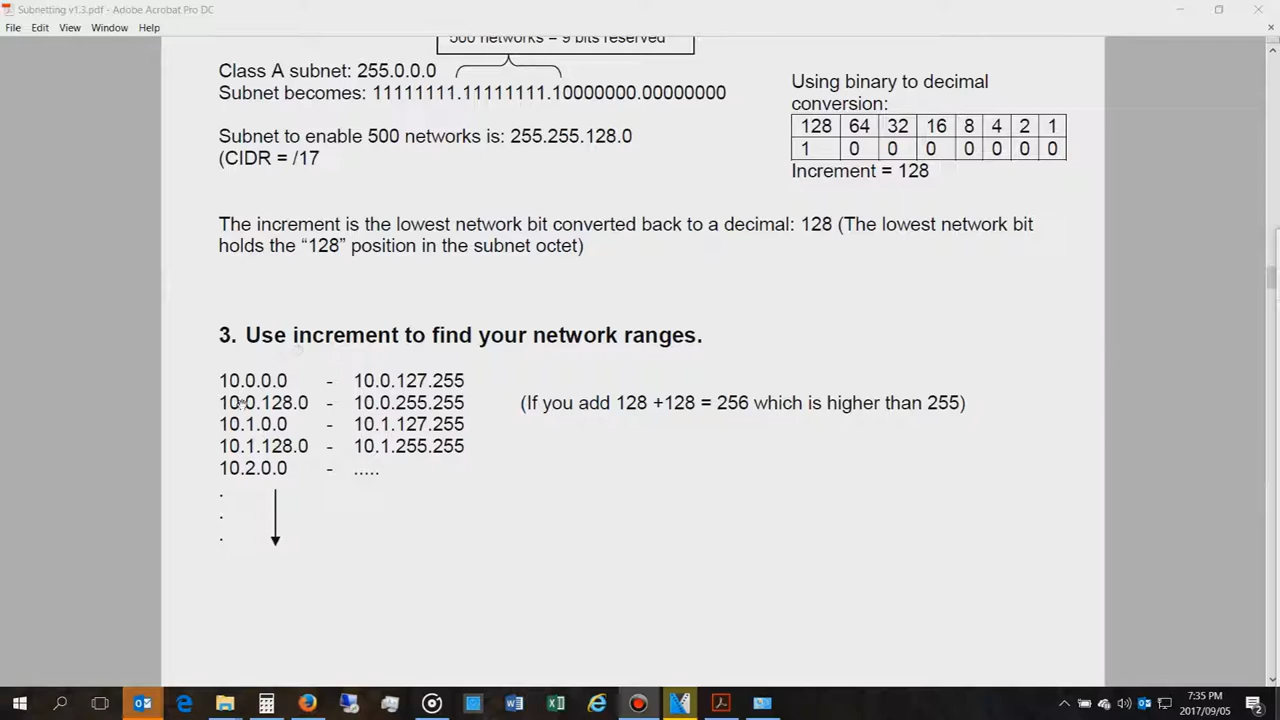 Subnetting v1.3.pdf - Adobe Acrobat Pro DC
File Edit View Window Help
500 networks = 9 bits reserved
Class A subnet: 255.0.0.0
Subnet becomes: 11111111.11111111.10000000.00000000
Using binary to decimal
conversion:
128 64 32 16 8 4 2 1
1 0 0 0 0 0 0 0
Increment = 128
Subnet to enable 500 networks is: 255.255.128.0
(CIDR = /17
The increment is the lowest network bit converted back to a decimal: 128 (The lowest network bit
holds the “128” position in the subnet octet)
3. Use increment to find your network ranges.
10.0.0.0 - 10.0.127.255
10.0.128.0 - 10.0.255.255 (If you add 128 +128 = 256 which is higher than 255)
10.1.0.0 - 10.1.127.255
10.1.128.0 - 10.1.255.255
10.2.0.0 - .....
.
.
.
7:35 PM
2017/09/05
2